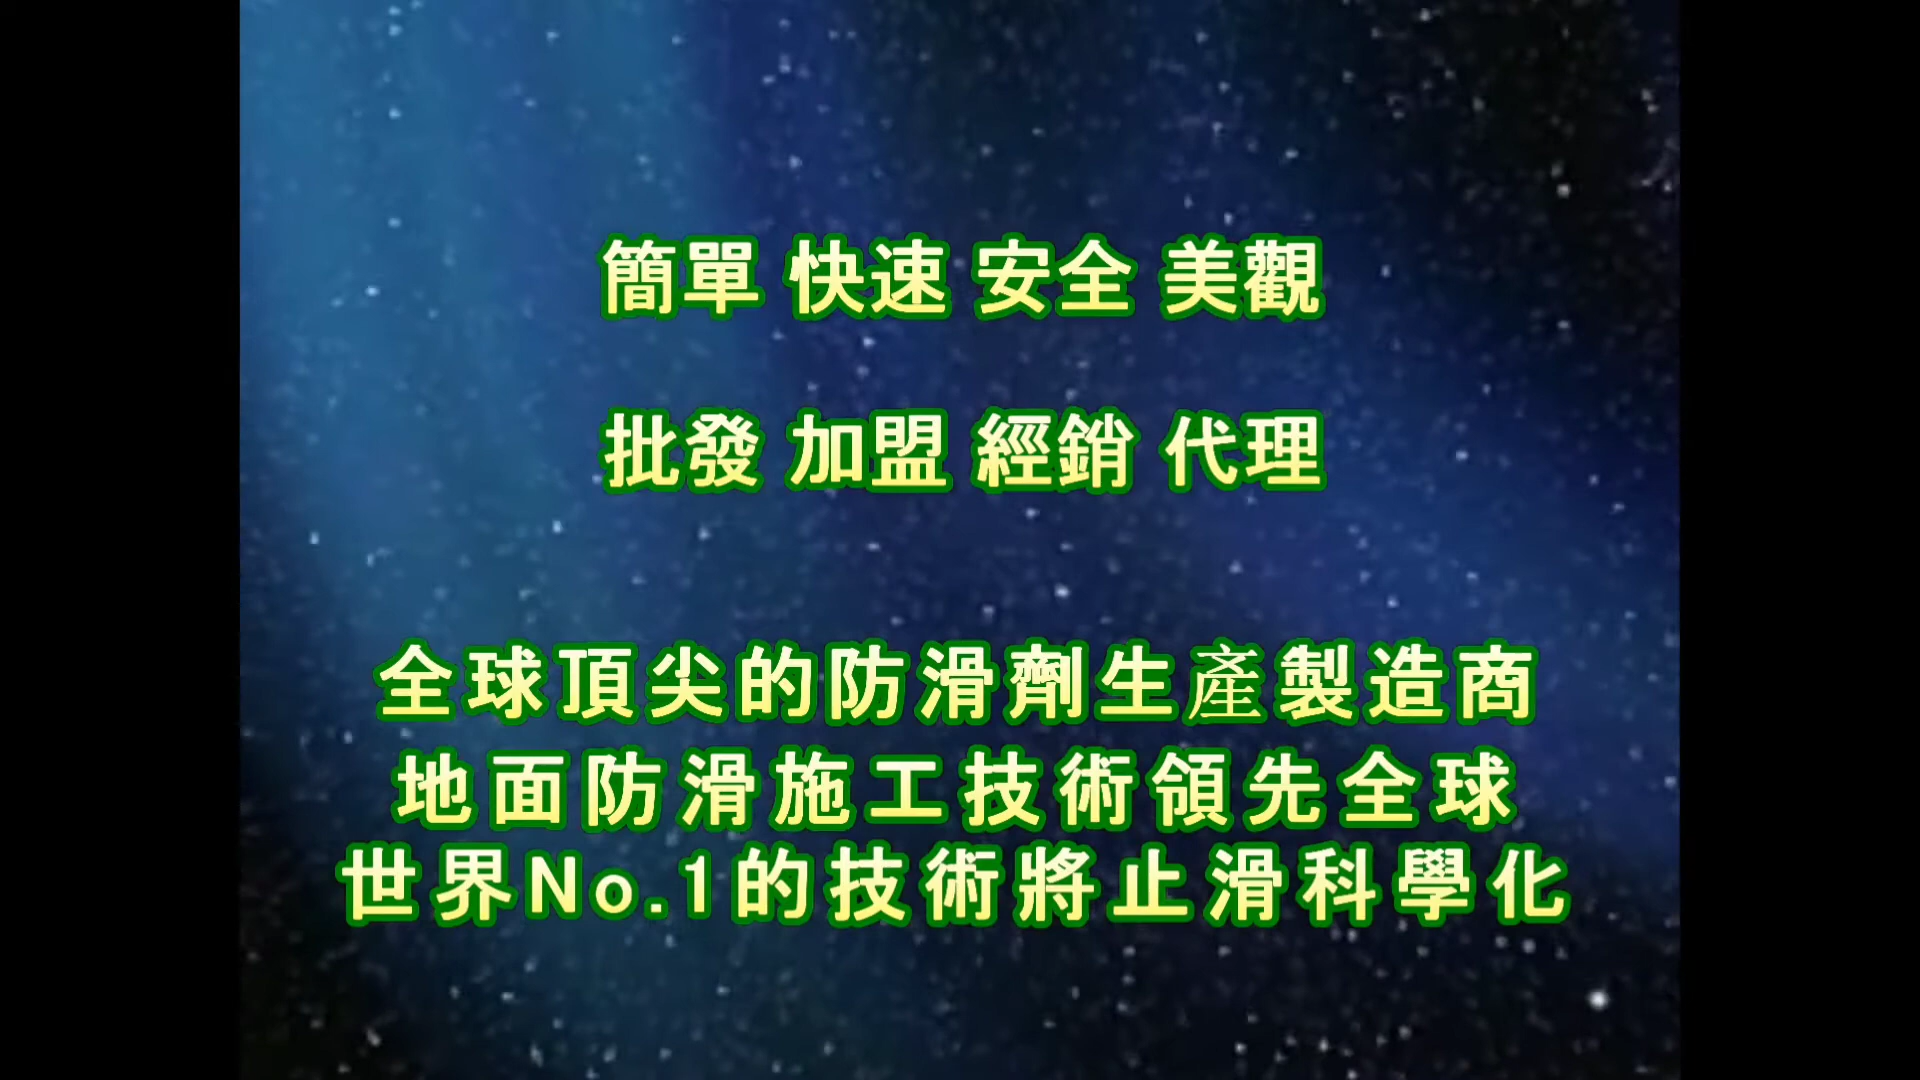 簡單 快速 安全 美觀
批發 加盟 經銷 代理
全球頂尖的防滑劑生產製造商
地面防滑施工技術領先全球
世界No.1的技術將止滑科學化